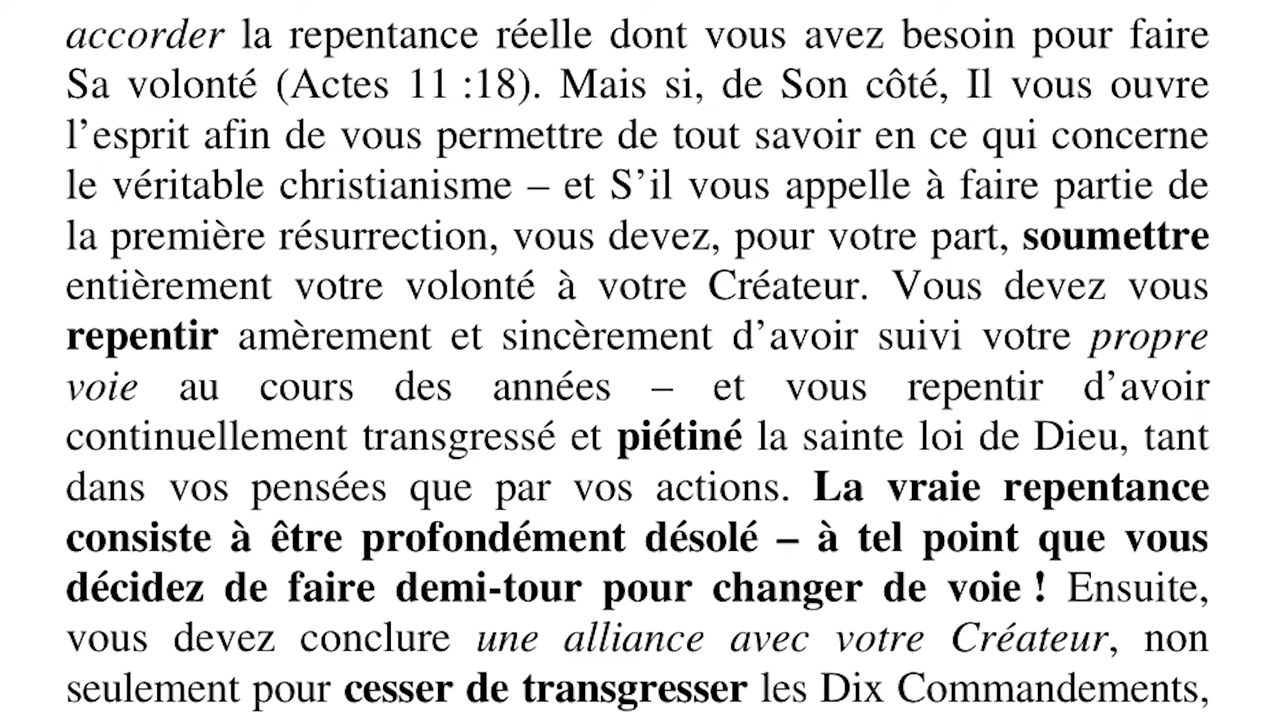 accorder la repentance réelle dont vous avez besoin pour faire
Sa volonté (Actes 11 :18). Mais si, de Son côté, Il vous ouvre
l’esprit afin de vous permettre de tout savoir en ce qui concerne
le véritable christianisme – et S’il vous appelle à faire partie de
la première résurrection, vous devez, pour votre part, soumettre
entièrement votre volonté à votre Créateur. Vous devez vous
repentir amèrement et sincèrement d’avoir suivi votre propre
voie au cours des années – et vous repentir d’avoir
continuellement transgressé et piétiné la sainte loi de Dieu, tant
dans vos pensées que par vos actions. La vraie repentance
consiste à être profondément désolé – à tel point que vous
décidez de faire demi-tour pour changer de voie ! Ensuite,
vous devez conclure une alliance avec votre Créateur, non
seulement pour cesser de transgresser les Dix Commandements,